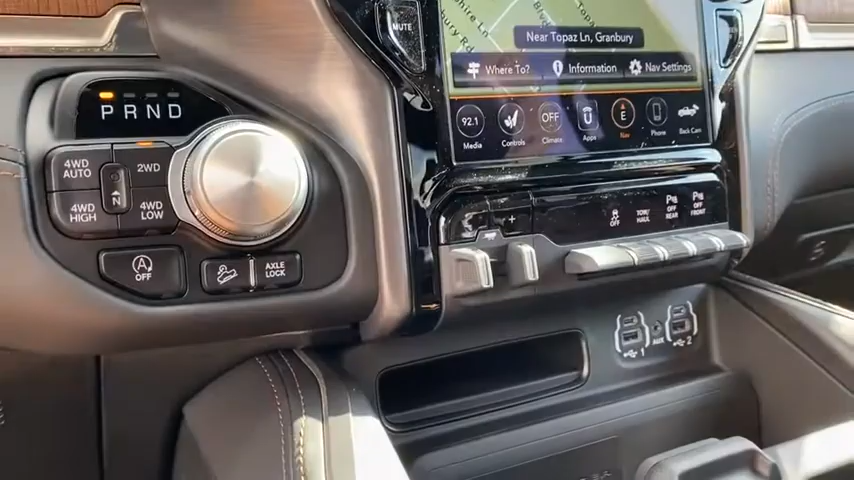 MUTE
SCREEN
OFF
Near Topaz Ln, Granbury
Where To?
Information
Nav Settings
92.1
OFF
E
Media
Controls
Climate
Apps
Nav
Phone
Back Cam
P R N D
4WD
AUTO
2WD
4WD
HIGH
4WD
LOW
N
A
OFF
AXLE
LOCK
OFF
TOW/
HAUL
OFF
REAR
OFF
FRONT
1
AUX
2